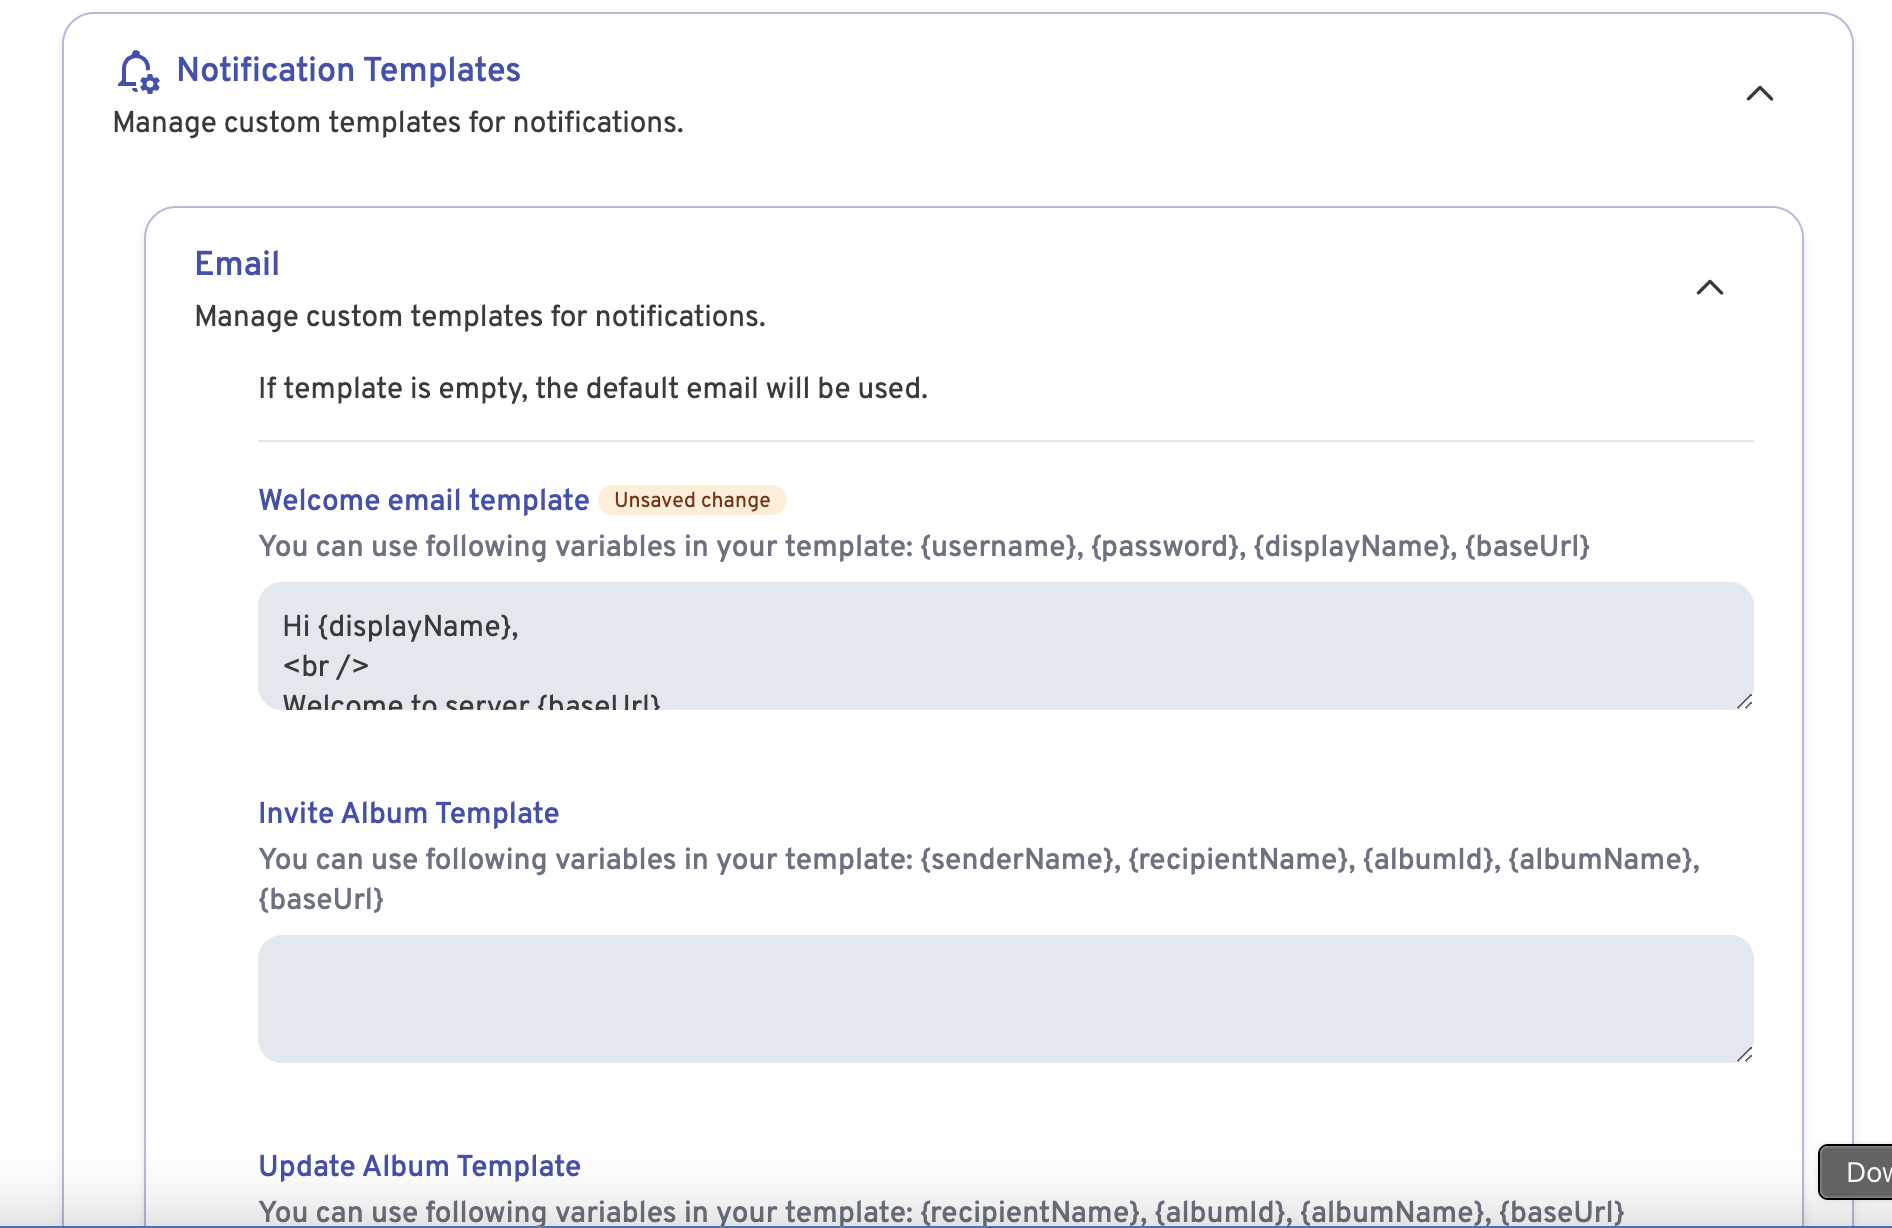 Notification Templates
Manage custom templates for notifications.
Email
Manage custom templates for notifications.
If template is empty, the default email will be used.
Welcome email template Unsaved change
You can use following variables in your template: {username}, {password}, {displayName}, {baseUrl}
Hi {displayName},
<br />
Welcome to server {baseUrl}
Invite Album Template
You can use following variables in your template: {senderName}, {recipientName}, {albumId}, {albumName},
{baseUrl}
Update Album Template
You can use following variables in your template: {recipientName}, {albumId}, {albumName}, {baseUrl}